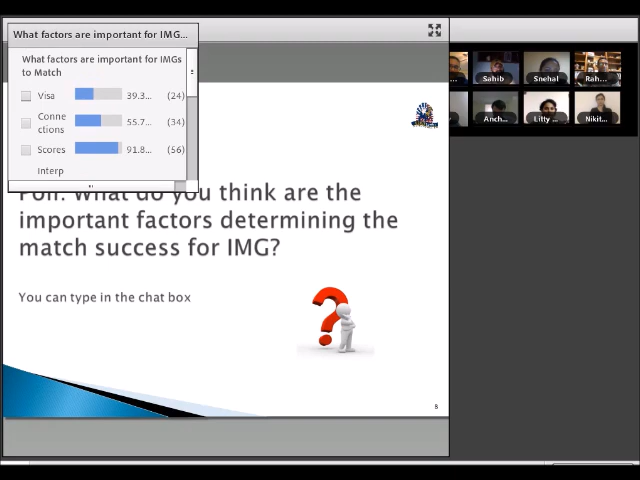 What factors are important for IMG...
What factors are important for IMGs
to Match
Visa 39.3... (24)
Conne
ctions 55.7... (34)
Scores 91.8... (56)
Interp
Poll: What do you think are the
important factors determining the
match success for IMG?
You can type in the chat box
8
Sahib Snehal Rah...
Anch... Litty ... Nikit...